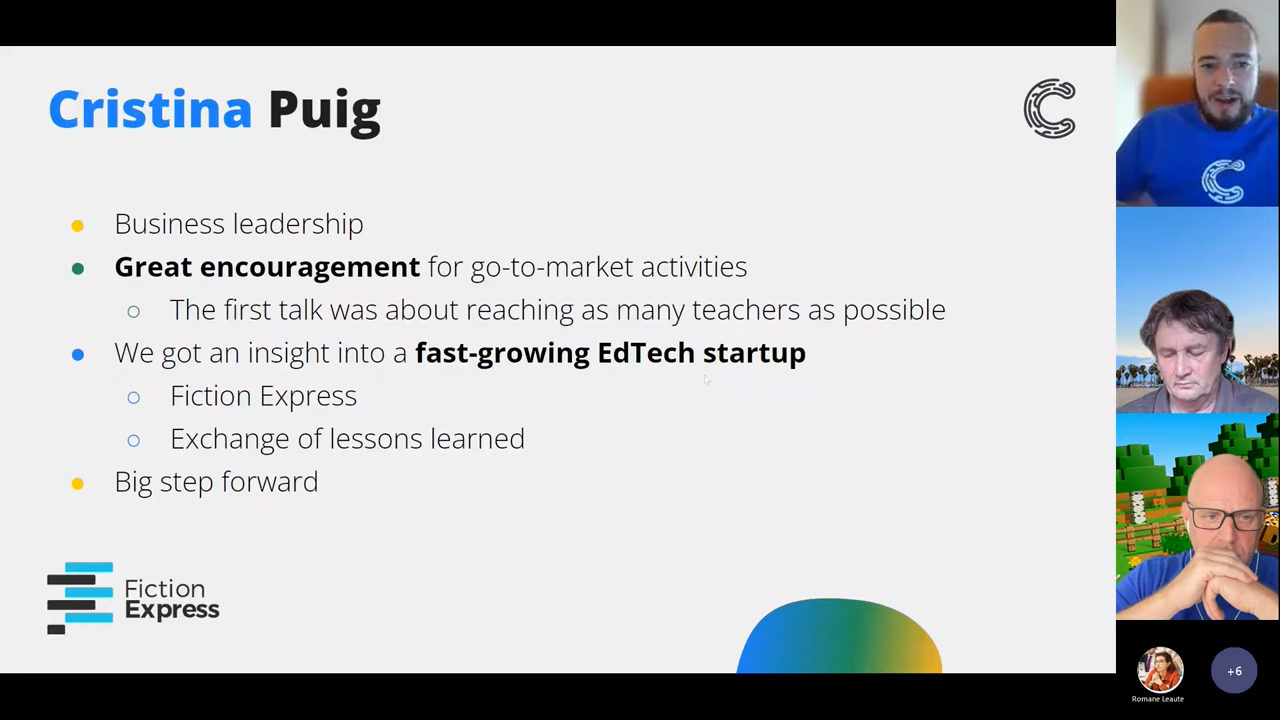 Cristina Puig
Business leadership
Great encouragement for go-to-market activities
The first talk was about reaching as many teachers as possible
We got an insight into a fast-growing EdTech startup
Fiction Express
Exchange of lessons learned
Big step forward
Fiction
Express
Romane Leaute
+6